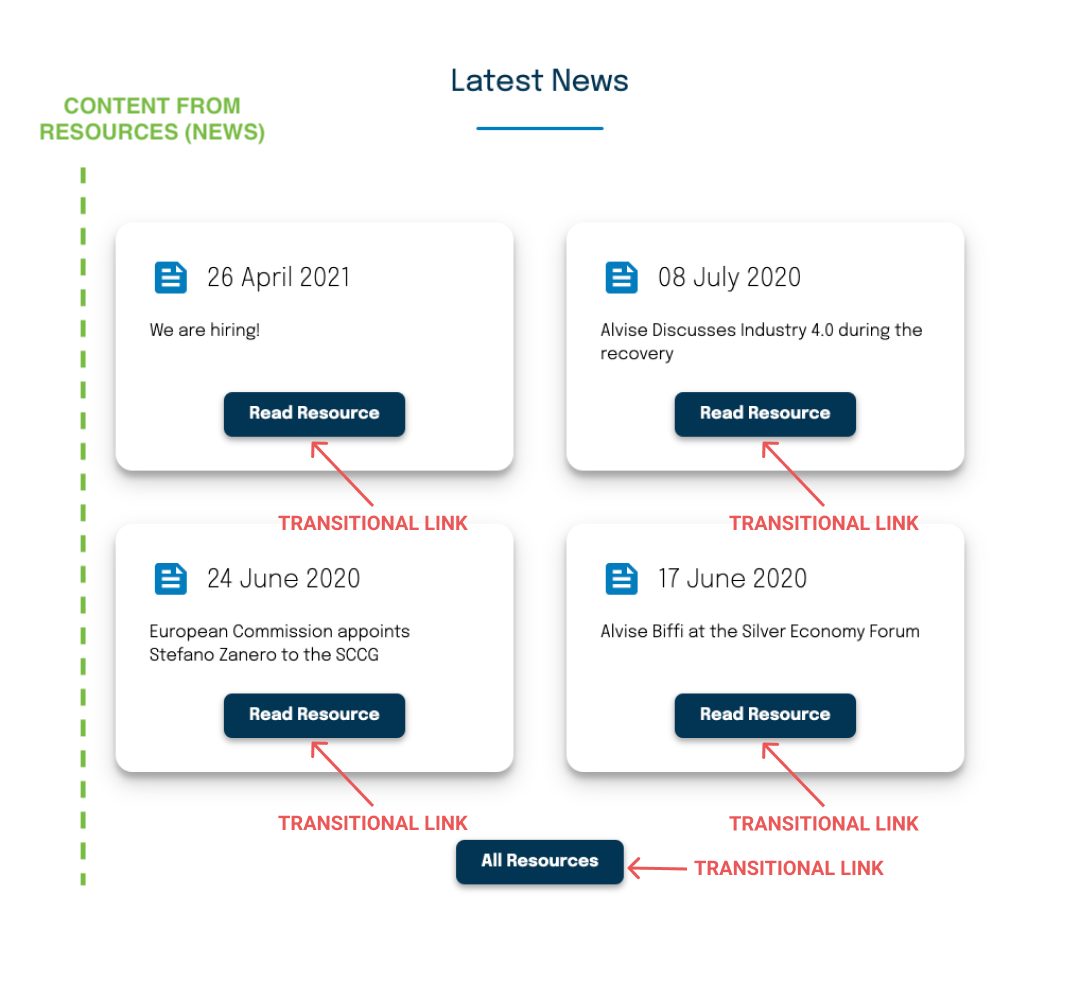 Latest News
CONTENT FROM
RESOURCES (NEWS)
26 April 2021
We are hiring!
Read Resource
TRANSITIONAL LINK
08 July 2020
Alvise Discusses Industry 4.0 during the
recovery
Read Resource
TRANSITIONAL LINK
24 June 2020
European Commission appoints
Stefano Zanero to the SCCG
Read Resource
TRANSITIONAL LINK
17 June 2020
Alvise Biffi at the Silver Economy Forum
Read Resource
TRANSITIONAL LINK
All Resources
TRANSITIONAL LINK